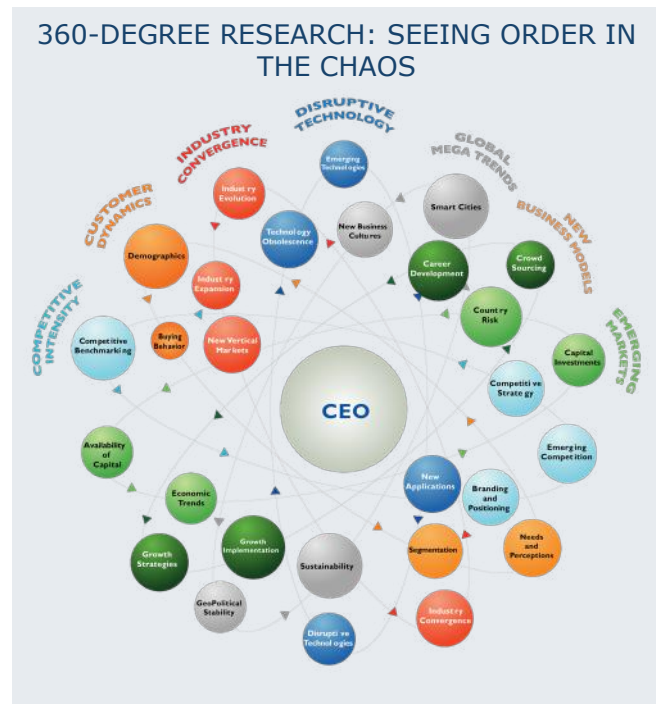 360-DEGREE RESEARCH: SEEING ORDER IN
THE CHAOS
COMPETITIVE
INTENSITY
CUSTOMER
DYNAMICS
INDUSTRY
CONVERGENCE
DISRUPTIVE
TECHNOLOGY
GLOBAL
MEGA TRENDS
NEW
BUSINESS MODELS
EMERGING
MARKETS
Emerging
Technologies
Industry
Evolution
Smart Cities
Technology
Obsolescence
New Business
Cultures
Demographics
Career
Development
Crowd
Sourcing
Industry
Expansion
Country
Risk
Competitive
Benchmarking
Buying
Behavior
New Vertical
Markets
Capital
Investments
Competitive
Strategy
CEO
Availability
of
Capital
Emerging
Competition
Economic
Trends
New
Applications
Branding
and
Positioning
Growth
Strategies
Growth
Implementation
Sustainability
Segmentation
Needs
and
Perceptions
GeoPolitical
Stability
Disruptive
Technologies
Industry
Convergence